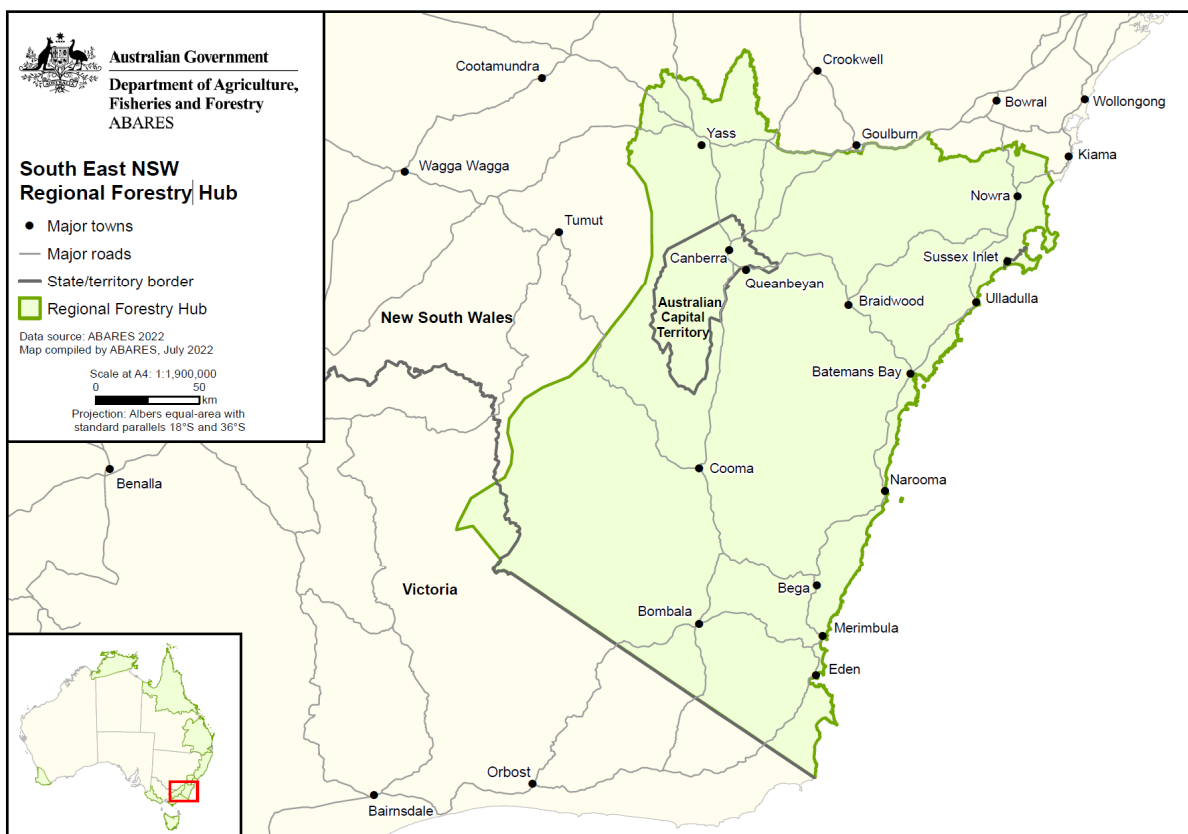 Australian Government
Department of Agriculture,
Fisheries and Forestry
ABARES
South East NSW
Regional Forestry Hub
Major towns
Major roads
State/territory border
Regional Forestry Hub
Data source: ABARES 2022
Map compiled by ABARES, July 2022
Scale at A4: 1:1,900,000
0 50
km
Projection: Albers equal-area with
standard parallels 18°S and 36°S
Cootamundra
Crookwell
Bowral
Wollongong
Yass
Goulburn
Kiama
Wagga Wagga
Nowra
Tumut
Canberra
Sussex Inlet
Queanbeyan
Braidwood
Ulladulla
Australian
Capital
Territory
New South Wales
Batemans Bay
Cooma
Benalla
Narooma
Victoria
Bega
Bombala
Merimbula
Eden
Orbost
Bairnsdale